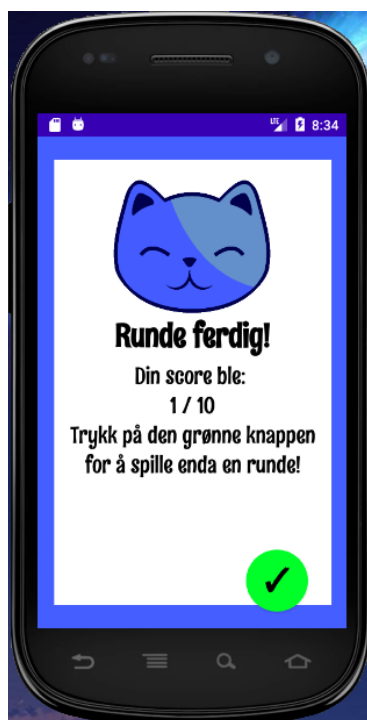 LTE 8:34
Runde ferdig!
Din score ble:
1 / 10
Trykk på den grønne knappen
for å spille enda en runde!